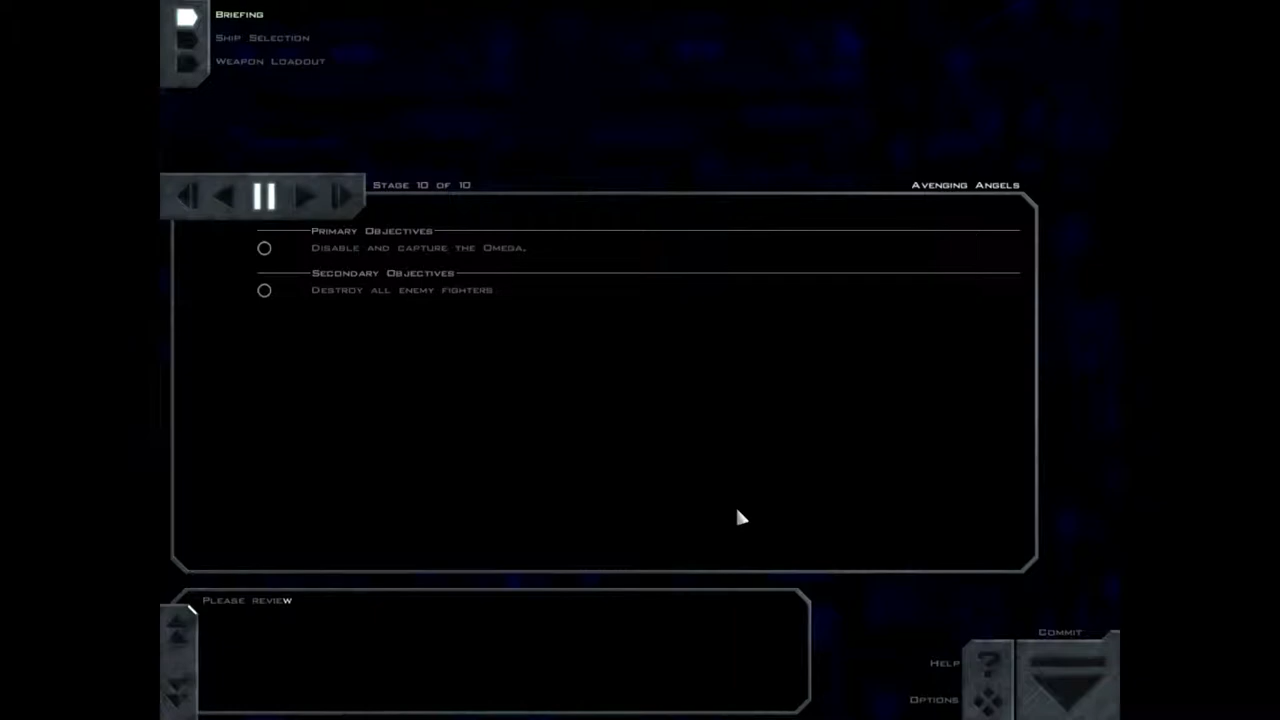 Briefing
Ship Selection
Weapon Loadout
Stage 10 of 10
Avenging Angels
Primary Objectives
Disable and capture the Omega.
Secondary Objectives
Destroy all enemy fighters
Please review
Commit
Help
?
Options